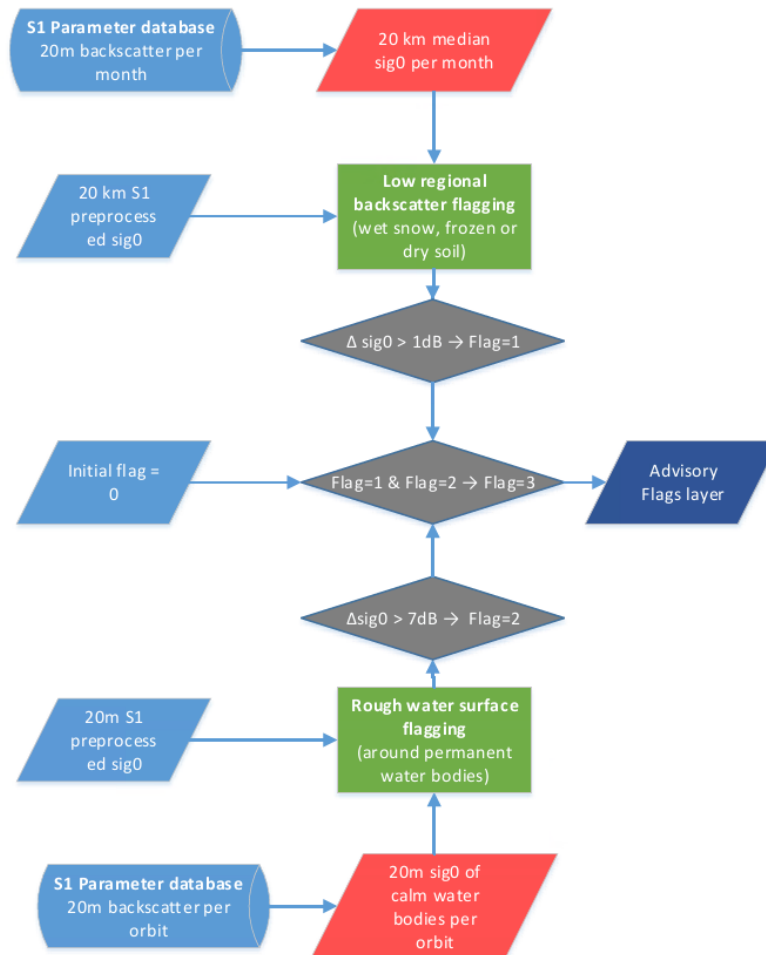 S1 Parameter database
20m backscatter per
month
20 km median
sig0 per month
20 km S1
preprocess
ed sig0
Low regional
backscatter flagging
(wet snow, frozen or
dry soil)
Δ sig0 > 1dB → Flag=1
Initial flag =
0
Flag=1 & Flag=2 → Flag=3
Advisory
Flags layer
Δsig0 > 7dB → Flag=2
20m S1
preprocess
ed sig0
Rough water surface
flagging
(around permanent
water bodies)
S1 Parameter database
20m backscatter per
orbit
20m sig0 of
calm water
bodies per
orbit